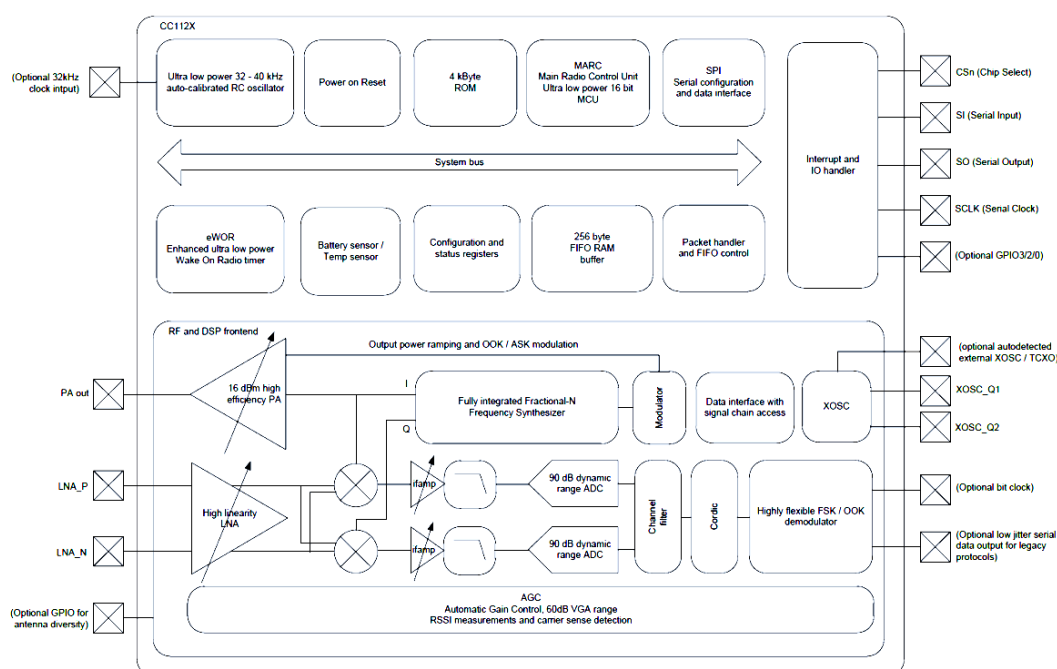 CC112X
(Optional 32kHz
clock intput)
Ultra low power 32 - 40 kHz
auto-calibrated RC oscillator
Power on Reset
4 kByte
ROM
MARC
Main Radio Control Unit
Ultra low power 16 bit
MCU
SPI
Serial configuration
and data interface
Interrupt and
IO handler
CSn (Chip Select)
SI (Serial Input)
SO (Serial Output)
SCLK (Serial Clock)
(Optional GPIO3/2/0)
System bus
eWOR
Enhanced ultra low power
Wake On Radio timer
Battery sensor /
Temp sensor
Configuration and
status registers
256 byte
FIFO RAM
buffer
Packet handler
and FIFO control
RF and DSP frontend
Output power ramping and OOK / ASK modulation
PA out
16 dBm high
efficiency PA
I
Q
Fully integrated Fractional-N
Frequency Synthesizer
Modulator
Data interface with
signal chain access
XOSC
(optional autodetected
external XOSC / TCXO)
XOSC_Q1
XOSC_Q2
LNA_P
LNA_N
High linearity
LNA
ifamp
90 dB dynamic
range ADC
ifamp
90 dB dynamic
range ADC
Channel
filter
Cordic
Highly flexible FSK / OOK
demodulator
(Optional bit clock)
(Optional low jitter serial
data output for legacy
protocols)
(Optional GPIO for
antenna diversity)
AGC
Automatic Gain Control, 60dB VGA range
RSSI measurements and carrier sense detection